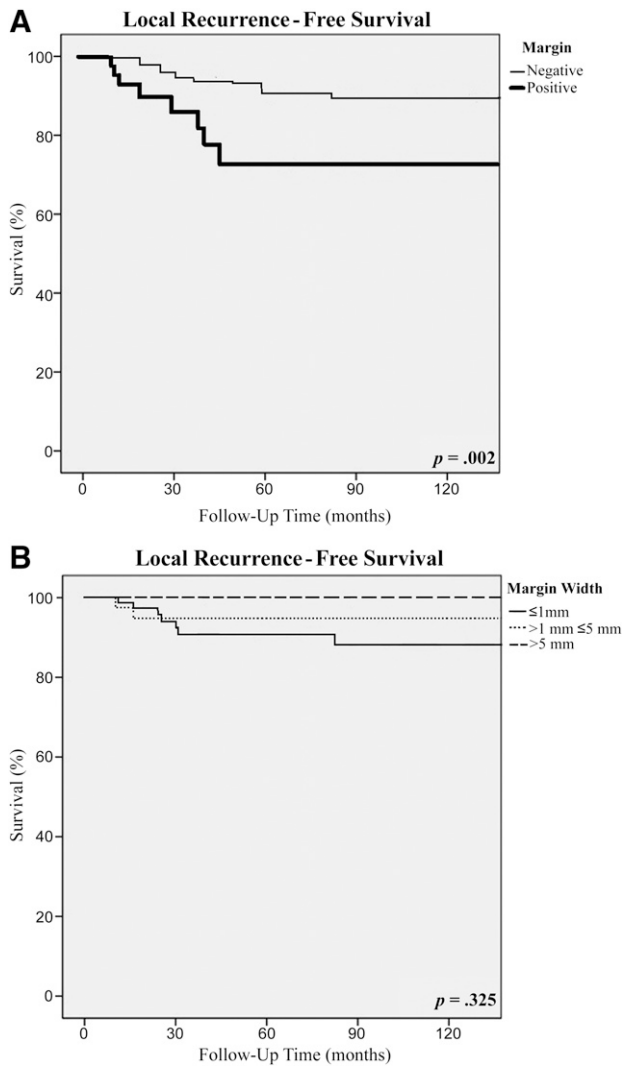 A
Local Recurrence-Free Survival
Margin
Negative
Positive
100
80
60
40
20
0
Survival (%)
p = .002
0 30 60 90 120
Follow-Up Time (months)
B
Local Recurrence-Free Survival
Margin Width
≤1mm
>1 mm ≤5 mm
>5 mm
100
80
60
40
20
0
Survival (%)
p = .325
0 30 60 90 120
Follow-Up Time (months)